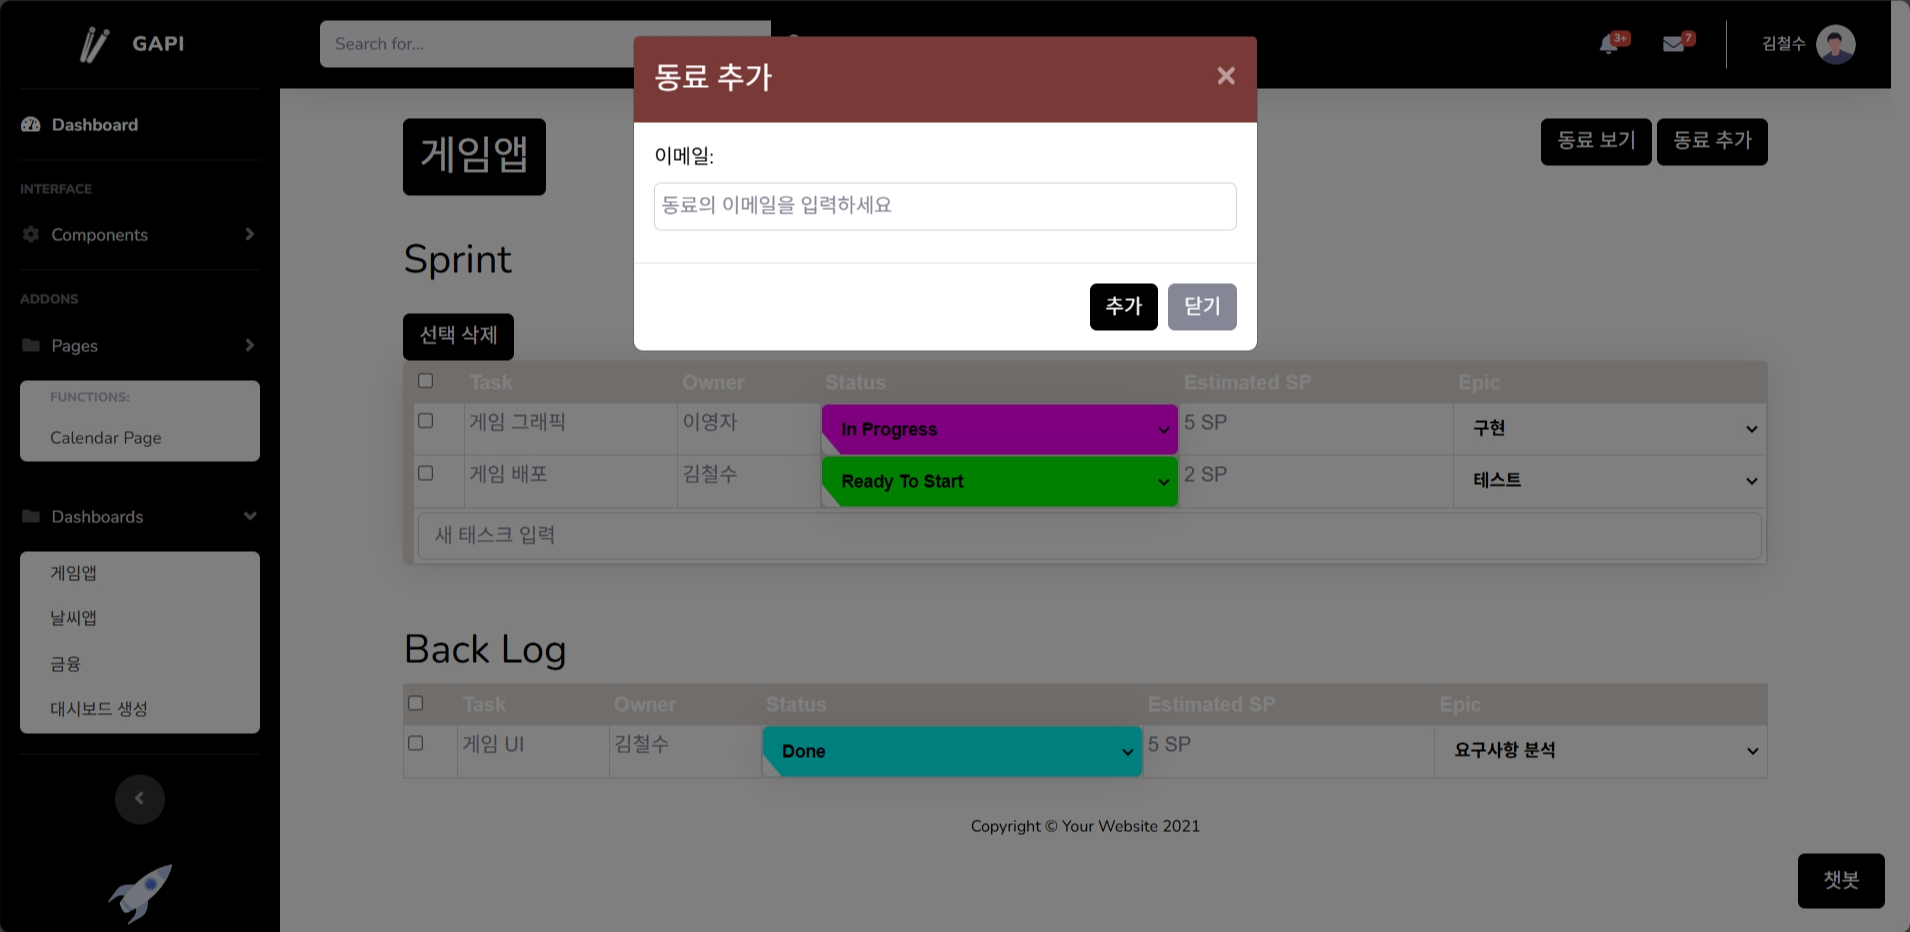 GAPI
Search for...
3+
7
김철수
Dashboard
INTERFACE
Components
ADDONS
Pages
FUNCTIONS:
Calendar Page
Dashboards
게임앱
날씨앱
금융
대시보드 생성
동료 추가
이메일:
동료의 이메일을 입력하세요
추가
닫기
게임앱
동료 보기
동료 추가
Sprint
선택 삭제
Task Owner Status Estimated SP Epic
게임 그래픽 이영자 In Progress 5 SP 구현
게임 배포 김철수 Ready To Start 2 SP 테스트
새 태스크 입력
Back Log
Task Owner Status Estimated SP Epic
게임 UI 김철수 Done 5 SP 요구사항 분석
Copyright © Your Website 2021
챗봇